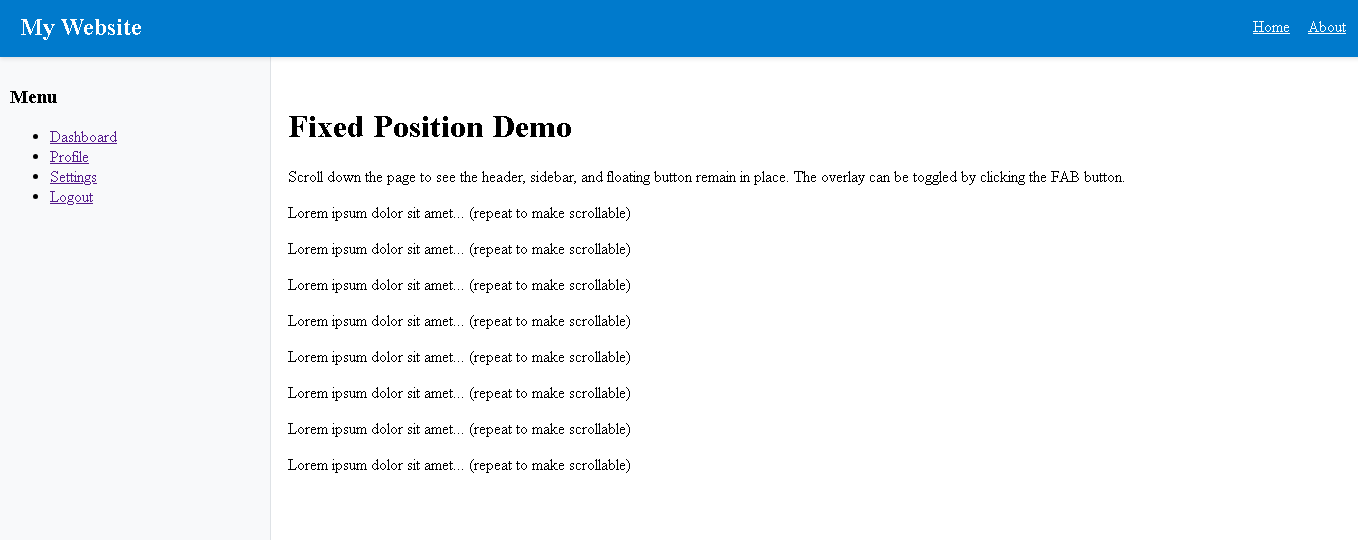 My Website
Home About
Menu
Dashboard
Profile
Settings
Logout
Fixed Position Demo
Scroll down the page to see the header, sidebar, and floating button remain in place. The overlay can be toggled by clicking the FAB button.
Lorem ipsum dolor sit amet... (repeat to make scrollable)
Lorem ipsum dolor sit amet... (repeat to make scrollable)
Lorem ipsum dolor sit amet... (repeat to make scrollable)
Lorem ipsum dolor sit amet... (repeat to make scrollable)
Lorem ipsum dolor sit amet... (repeat to make scrollable)
Lorem ipsum dolor sit amet... (repeat to make scrollable)
Lorem ipsum dolor sit amet... (repeat to make scrollable)
Lorem ipsum dolor sit amet... (repeat to make scrollable)